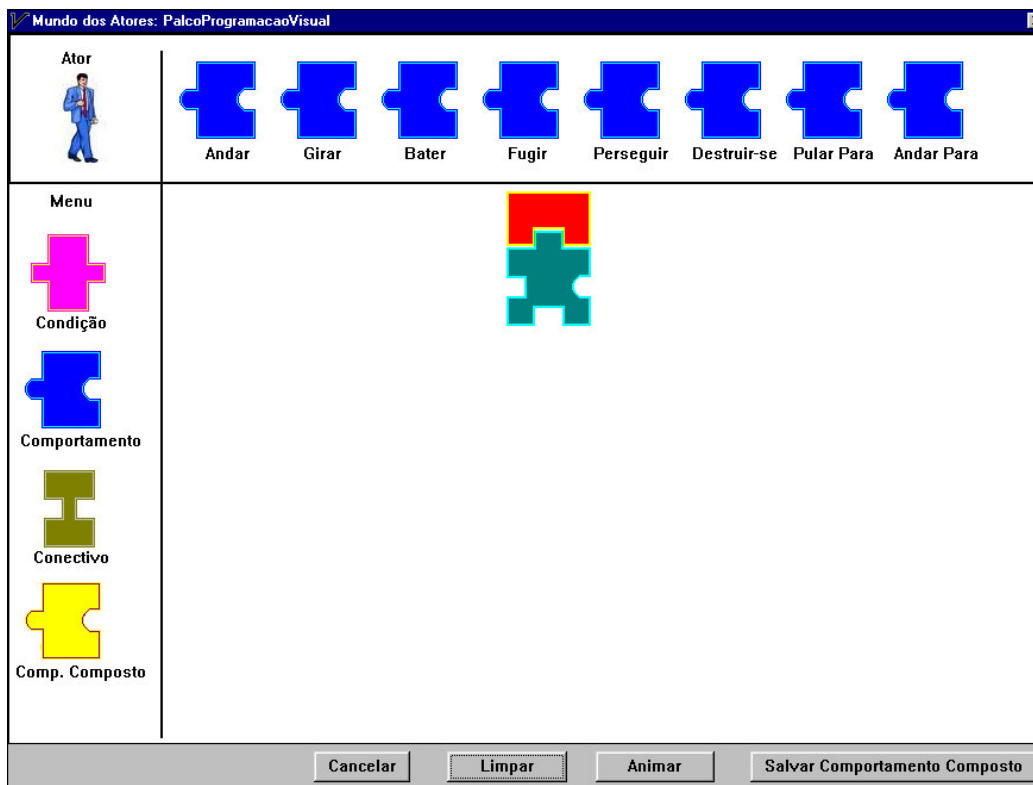 Mundo dos Atores: PalcoProgramacaoVisual
Ator
Andar
Girar
Bater
Fugir
Perseguir
Destruir-se
Pular Para
Andar Para
Menu
Condição
Comportamento
Conectivo
Comp. Composto
Cancelar
Limpar
Animar
Salvar Comportamento Composto